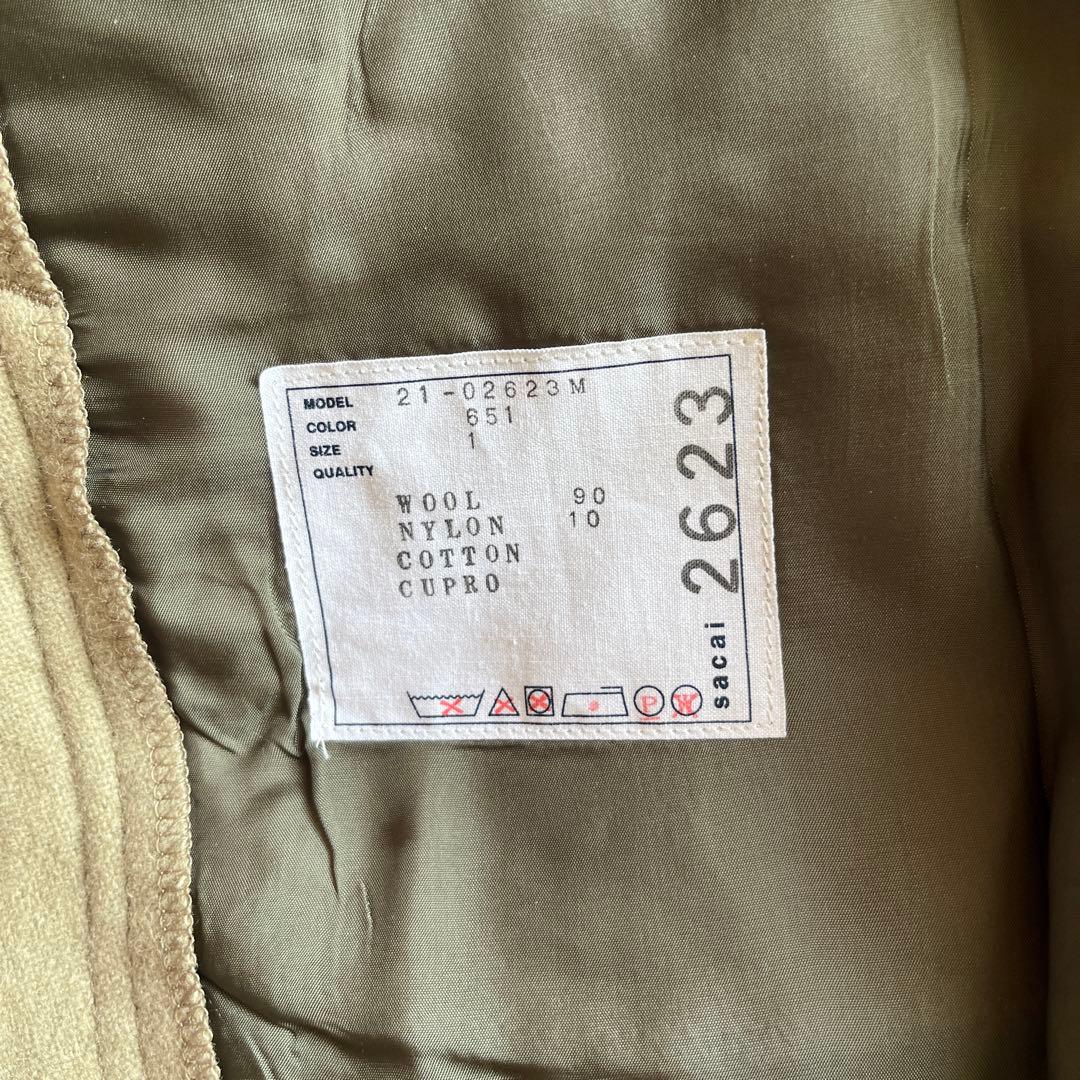 MODEL 21-02623M
COLOR 651
SIZE 1
QUALITY
WOOL 90
NYLON 10
COTTON
CUPRO
P W
sacai 2623